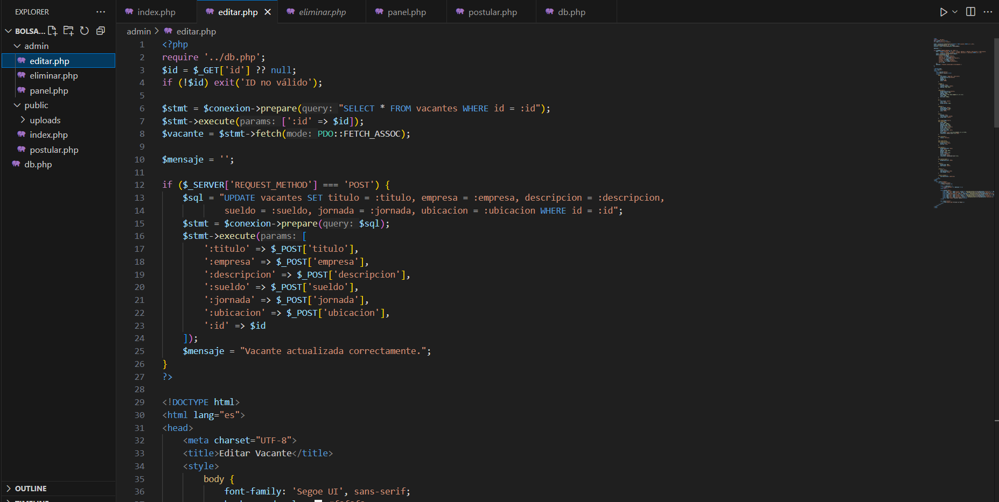 EXPLORER
BOLSA...
admin
editar.php
eliminar.php
panel.php
public
uploads
index.php
postular.php
db.php
OUTLINE
TIMELINE
index.php
editar.php
eliminar.php
panel.php
postular.php
db.php
admin > editar.php
1 <?php
2 require '../db.php';
3 $id = $_GET['id'] ?? null;
4 if (!$id) exit('ID no válido');
5
6 $stmt = $conexion->prepare(query: "SELECT * FROM vacantes WHERE id = :id");
7 $stmt->execute(params: [':id' => $id]);
8 $vacante = $stmt->fetch(mode: PDO::FETCH_ASSOC);
9
10 $mensaje = '';
11
12 if ($_SERVER['REQUEST_METHOD'] === 'POST') {
13 $sql = "UPDATE vacantes SET titulo = :titulo, empresa = :empresa, descripcion = :descripcion,
14 sueldo = :sueldo, jornada = :jornada, ubicacion = :ubicacion WHERE id = :id";
15 $stmt = $conexion->prepare(query: $sql);
16 $stmt->execute(params: [
17 ':titulo' => $_POST['titulo'],
18 ':empresa' => $_POST['empresa'],
19 ':descripcion' => $_POST['descripcion'],
20 ':sueldo' => $_POST['sueldo'],
21 ':jornada' => $_POST['jornada'],
22 ':ubicacion' => $_POST['ubicacion'],
23 ':id' => $id
24 ]);
25 $mensaje = "Vacante actualizada correctamente.";
26 }
27 ?>
28
29 <!DOCTYPE html>
30 <html lang="es">
31 <head>
32 <meta charset="UTF-8">
33 <title>Editar Vacante</title>
34 <style>
35 body {
36 font-family: 'Segoe UI', sans-serif;